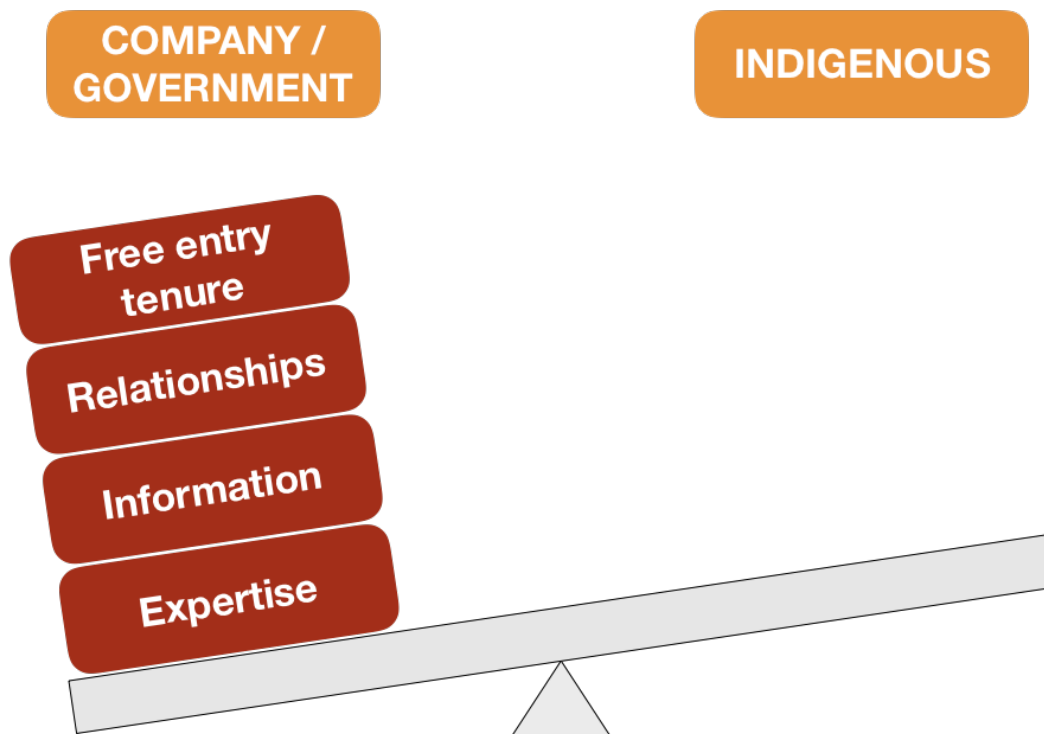 COMPANY /
GOVERNMENT
INDIGENOUS
Free entry
tenure
Relationships
Information
Expertise